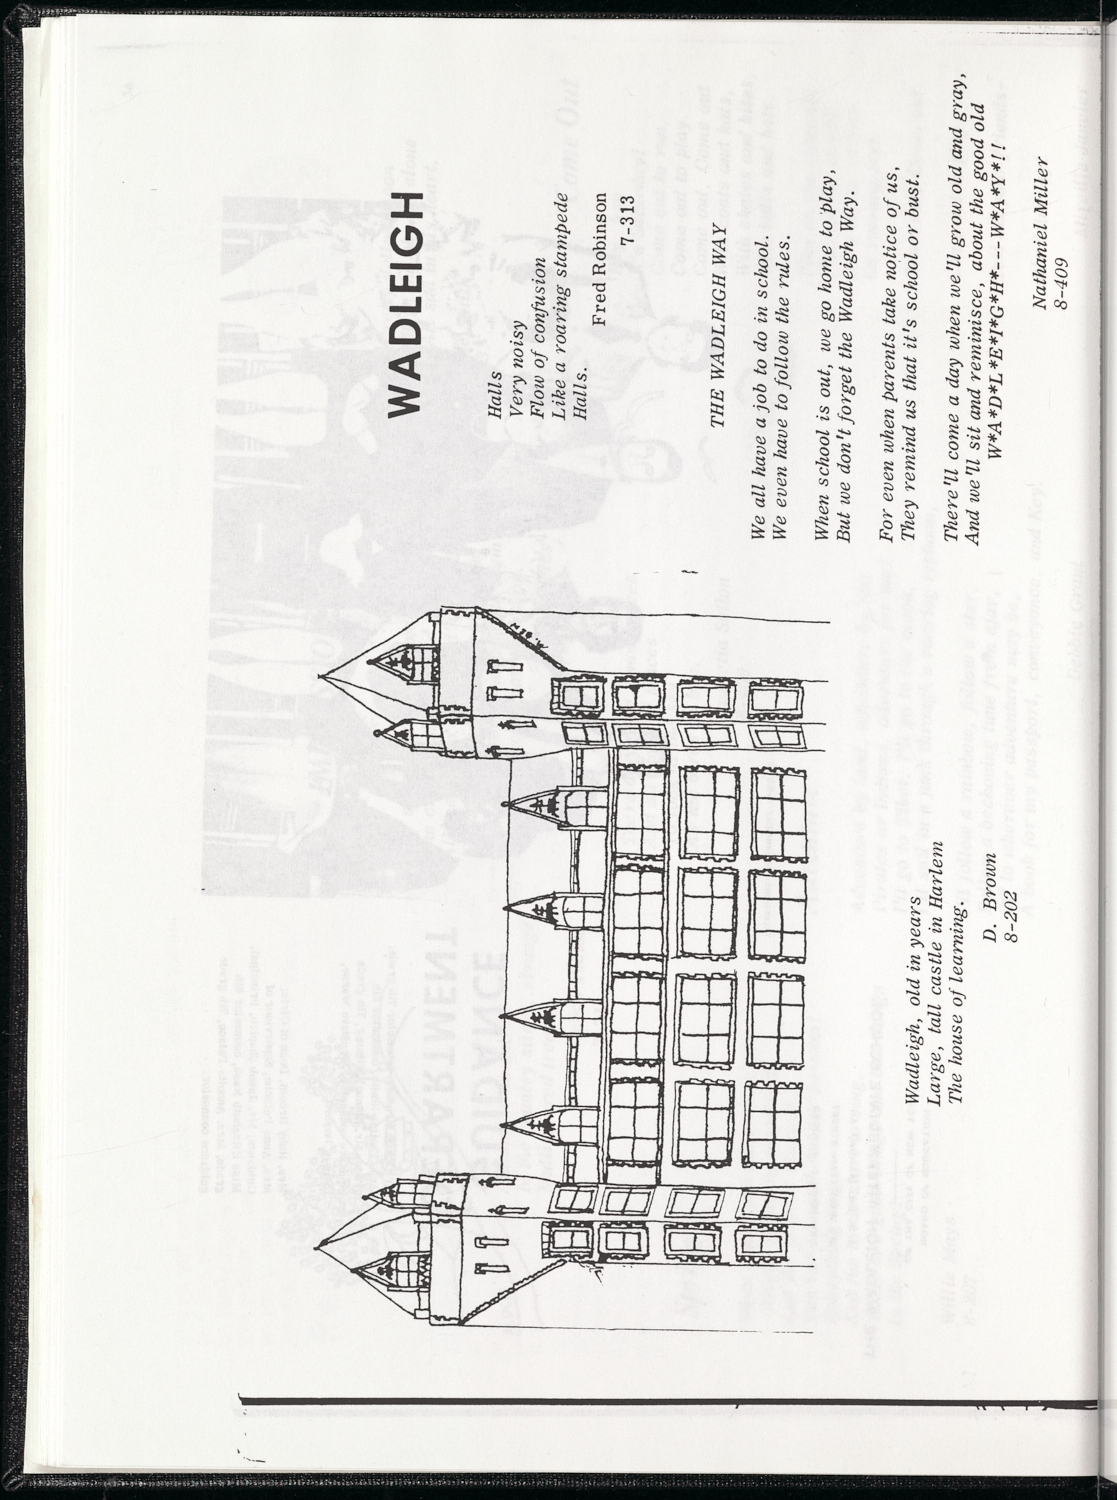 WADLEIGH
Halls
Very noisy
Flow of confusion
Like a roaring stampede
Halls.
Fred Robinson
7-313
THE WADLEIGH WAY
We all have a job to do in school.
We even have to follow the rules.
When school is out, we go home to play,
But we don't forget the Wadleigh Way.
For even when parents take notice of us,
They remind us that it's school or bust.
There'll come a day when we'll grow old and gray,
And we'll sit and reminisce, about the good old
W*A*D*L*E*I*G*H*---W*A*Y*!!
Nathaniel Miller
8-409
Wadleigh, old in years
Large, tall castle in Harlem
The house of learning.
D. Brown
8-202